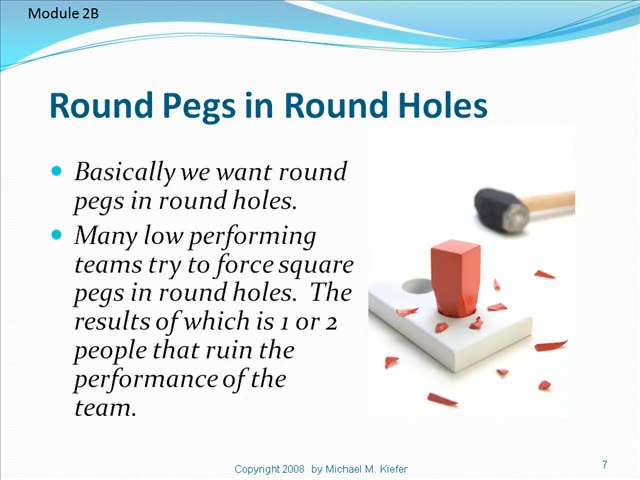 Module 2B
Round Pegs in Round Holes
Basically we want round
pegs in round holes.
Many low performing
teams try to force square
pegs in round holes.  The
results of which is 1 or 2
people that ruin the
performance of the
team.
Copyright 2008  by Michael M. Kiefer
7